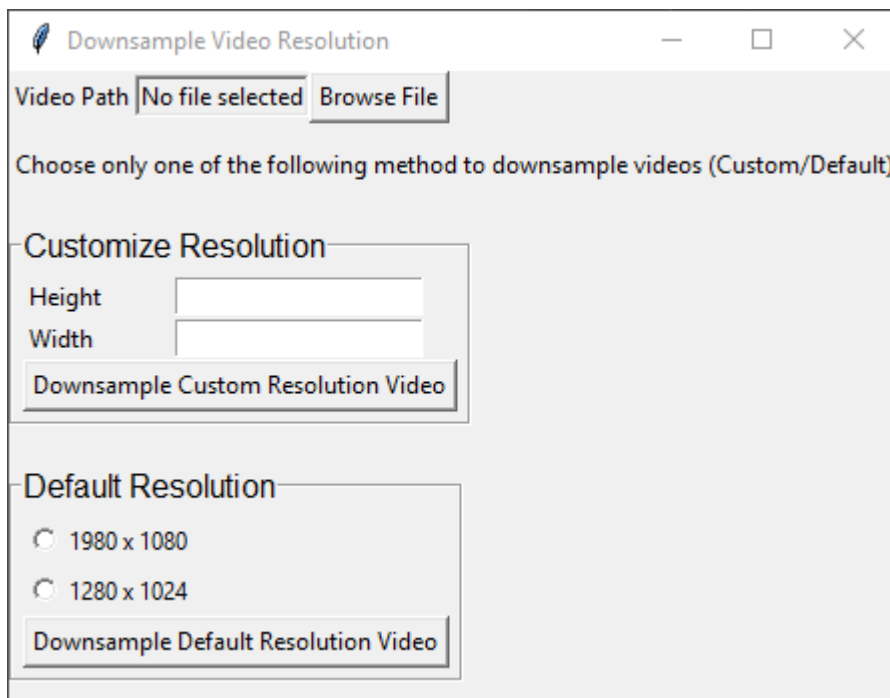 Downsample Video Resolution
Video Path No file selected Browse File
Choose only one of the following method to downsample videos (Custom/Default)
Customize Resolution
Height
Width
Downsample Custom Resolution Video
Default Resolution
1980 x 1080
1280 x 1024
Downsample Default Resolution Video